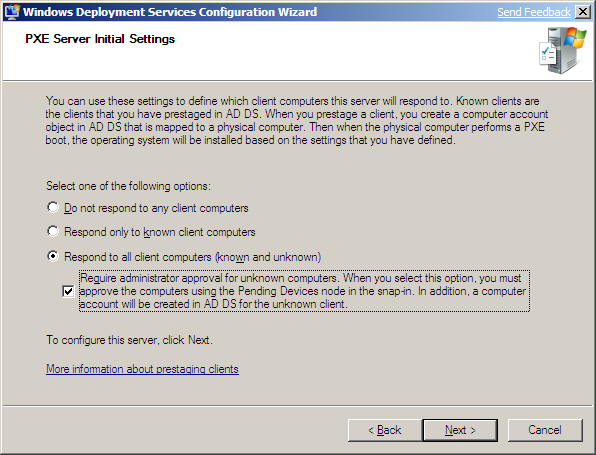 Windows Deployment Services Configuration Wizard
Send Feedback
PXE Server Initial Settings
You can use these settings to define which client computers this server will respond to. Known clients are
the clients that you have prestaged in AD DS. When you prestage a client, you create a computer account
object in AD DS that is mapped to a physical computer. Then when the physical computer performs a PXE
boot, the operating system will be installed based on the settings that you have defined.
Select one of the following options:
Do not respond to any client computers
Respond only to known client computers
Respond to all client computers (known and unknown)
Require administrator approval for unknown computers. When you select this option, you must
approve the computers using the Pending Devices node in the snap-in. In addition, a computer
account will be created in AD DS for the unknown client.
To configure this server, click Next.
More information about prestaging clients
< Back
Next >
Cancel